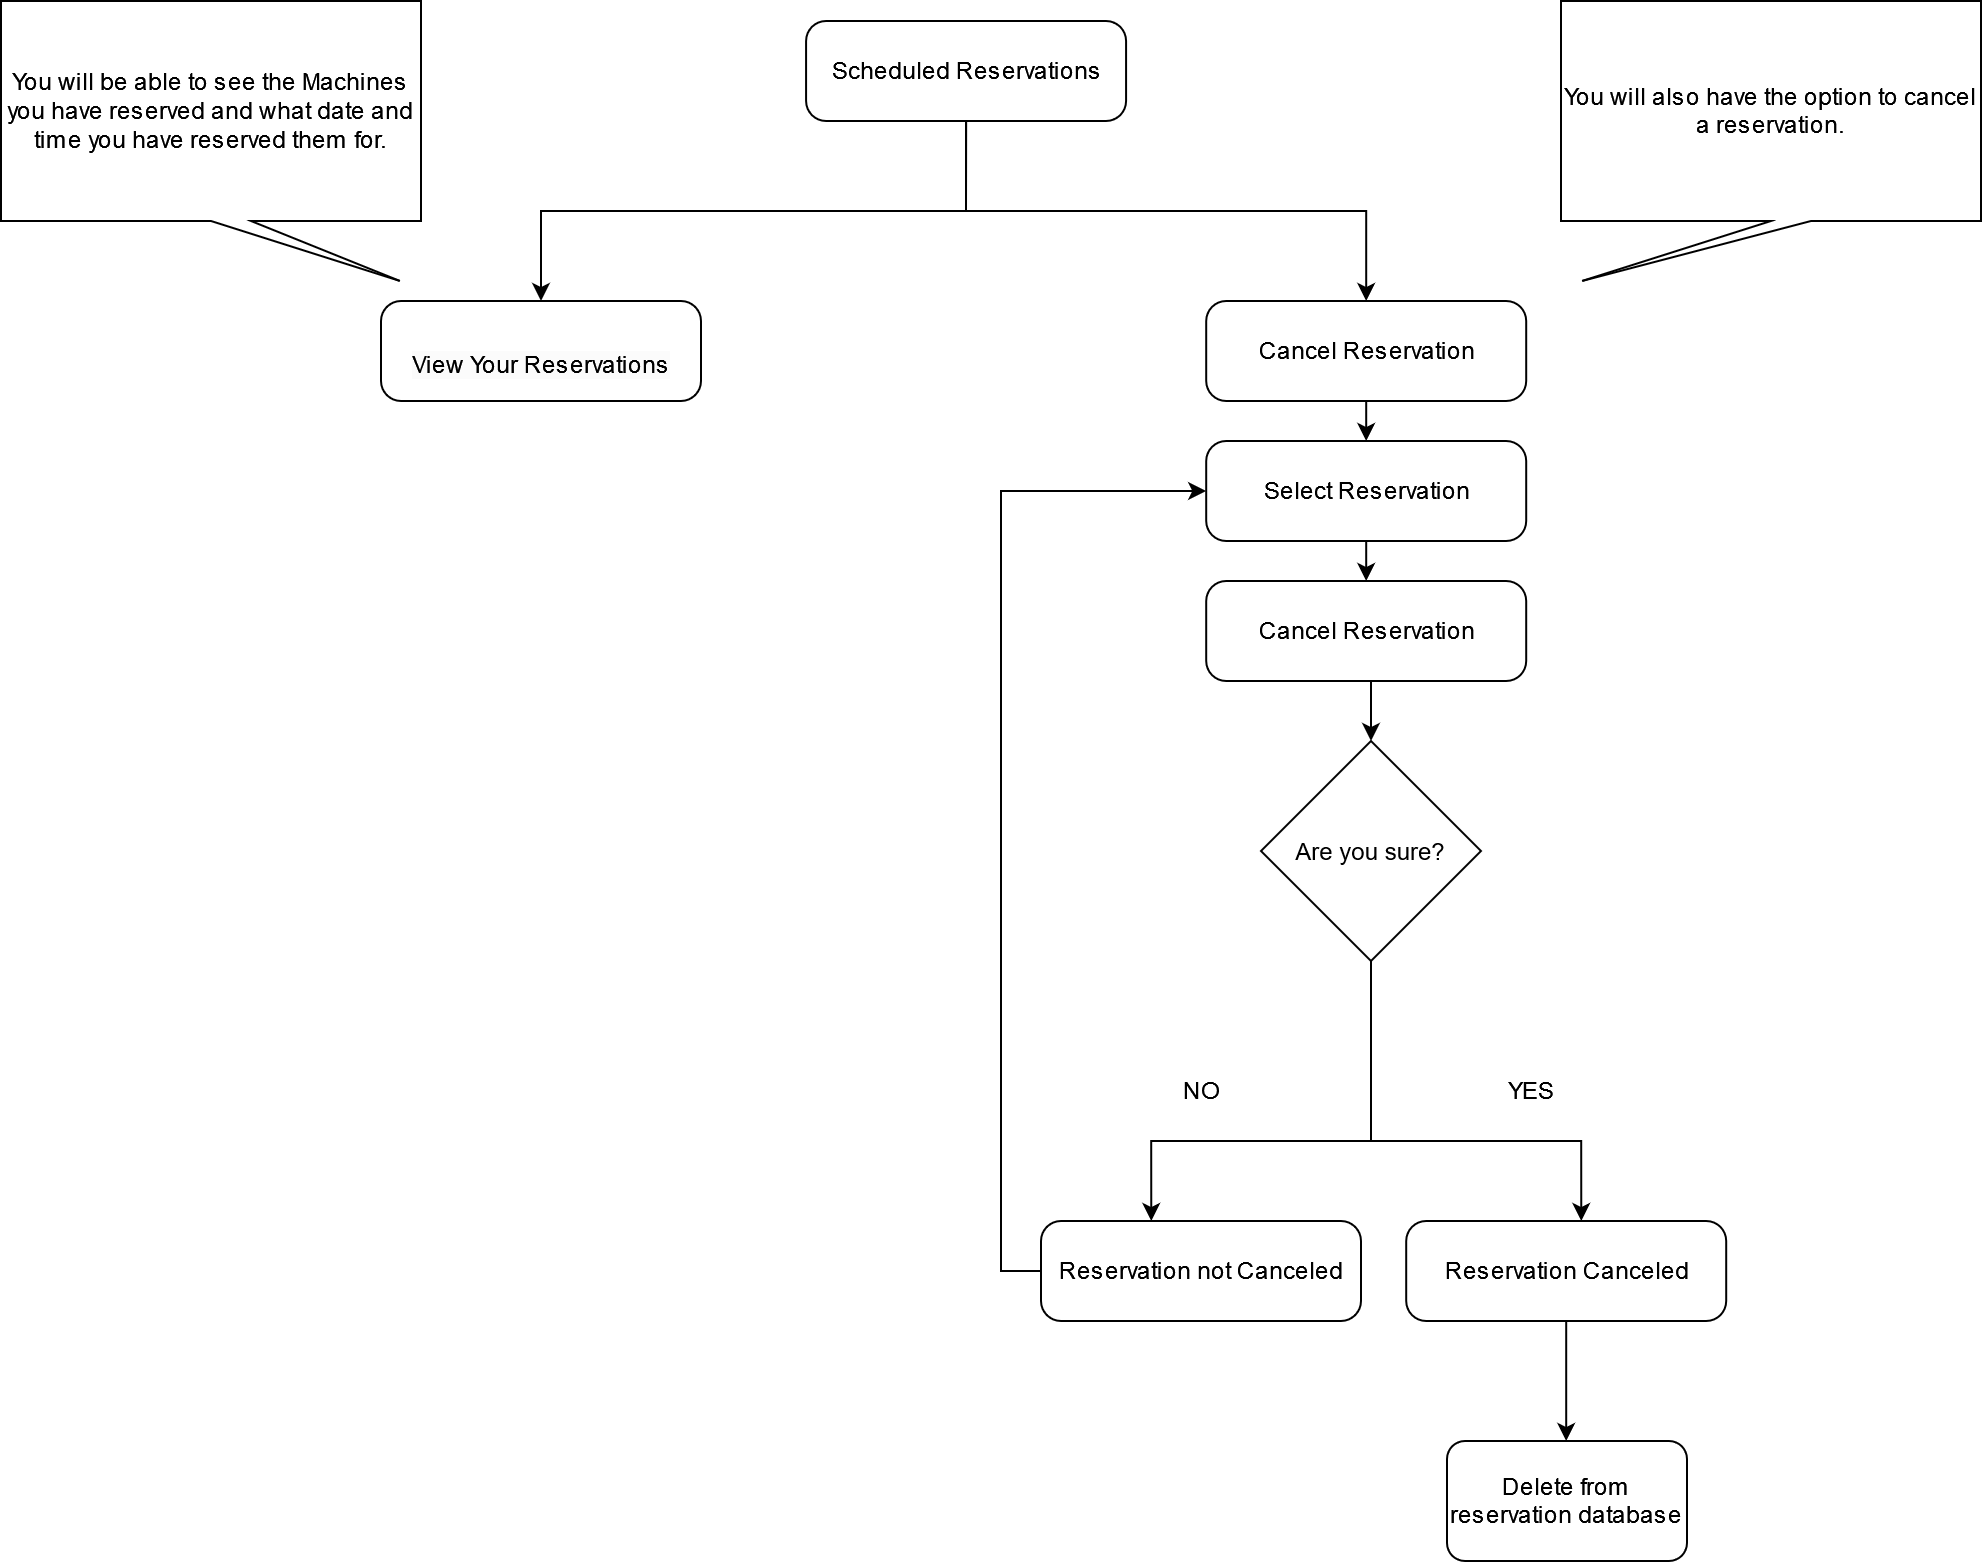 You will be able to see the Machines
you have reserved and what date and
time you have reserved them for.
Scheduled Reservations
You will also have the option to cancel
a reservation.
View Your Reservations
Cancel Reservation
Select Reservation
Cancel Reservation
Are you sure?
NO
YES
Reservation not Canceled
Reservation Canceled
Delete from
reservation database